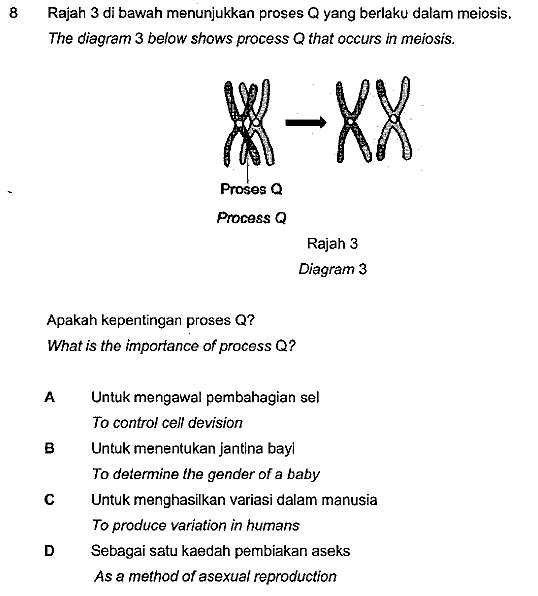 8 Rajah 3 di bawah menunjukkan proses Q yang berlaku dalam meiosis.
The diagram 3 below shows process Q that occurs in meiosis.
Proses Q
Process Q
Rajah 3
Diagram 3
Apakah kepentingan proses Q?
What is the importance of process Q?
A Untuk mengawal pembahagian sel
To control cell devision
B Untuk menentukan jantina bayi
To determine the gender of a baby
C Untuk menghasilkan variasi dalam manusia
To produce variation in humans
D Sebagai satu kaedah pembiakan aseks
As a method of asexual reproduction